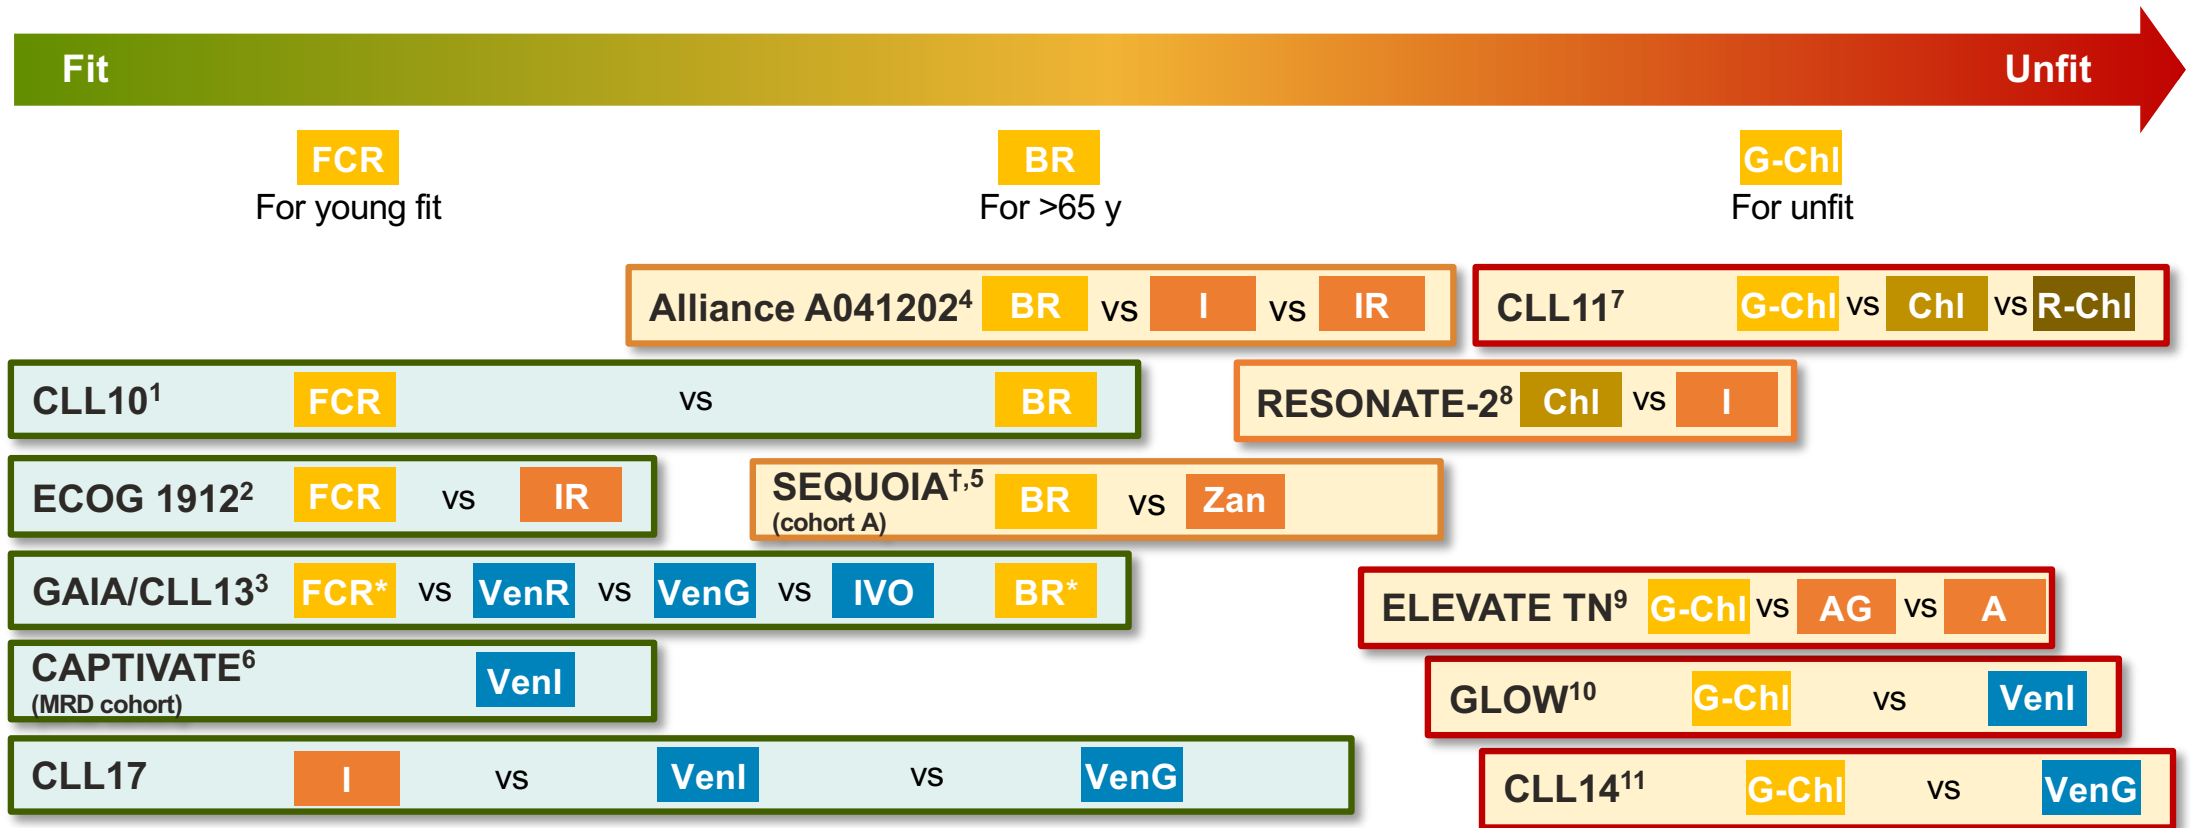 Fit Unfit
FCR BR G-Chl
For young fit For >65 y For unfit
Alliance A041202⁴ BR vs I vs IR
CLL11⁷ G-Chl vs Chl vs R-Chl
CLL10¹ FCR vs BR
RESONATE-2⁸ Chl vs I
ECOG 1912² FCR vs IR
SEQUOIA†,⁵ BR vs Zan
(cohort A)
GAIA/CLL13³ FCR* vs VenR vs VenG vs IVO BR*
ELEVATE TN⁹ G-Chl vs AG vs A
CAPTIVATE⁶ VenI
(MRD cohort)
GLOW¹⁰ G-Chl vs VenI
CLL17 I vs VenI vs VenG
CLL14¹¹ G-Chl vs VenG